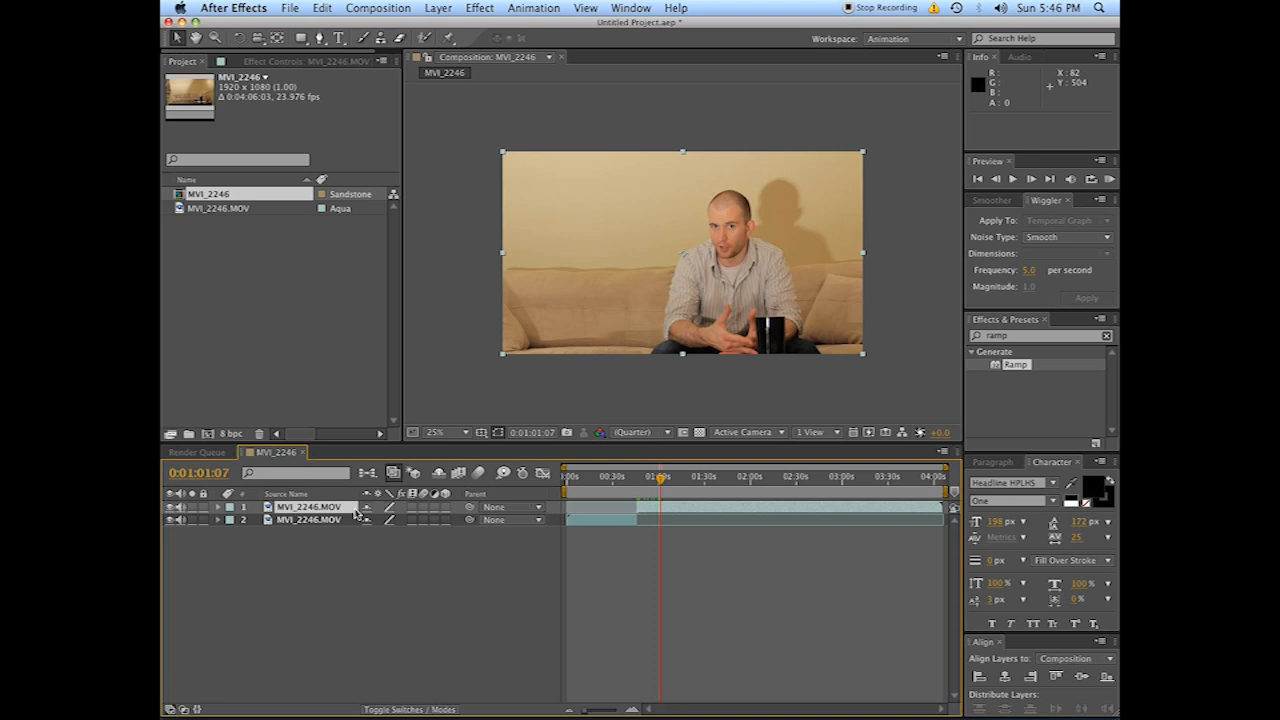 After Effects File Edit Composition Layer Effect Animation View Window Help Stop Recording Sun 5:46 PM
Untitled Project.aep *
Workspace: Animation Search Help
Project Effect Controls: MVI_2246.MOV Composition: MVI_2246 Info Audio
MVI_2246
1920 x 1080 (1.00)
Δ 0:04:06:03, 23.976 fps
MVI_2246
R:
G:
B:
A: 0
X: 82
Y: 504
Name
MVI_2246 Sandstone
MVI_2246.MOV Aqua
Preview
Smoother Wiggler
Apply To: Temporal Graph
Noise Type: Smooth
Dimensions:
Frequency: 5.0 per second
Magnitude: 1.0
Apply
Effects & Presets
ramp
Generate
Ramp
8 bpc
25% 0:01:01:07 (Quarter) Active Camera 1 View +0.0
Render Queue MVI_2246
0:01:01:07
:00s 00:30s 01:00s 01:30s 02:00s 02:30s 03:00s 03:30s 04:00s
# Source Name Parent
1 MVI_2246.MOV None
2 MVI_2246.MOV None
Paragraph Character
Headline HPLHS
One
198 px 172 px
Metrics 25
0 px Fill Over Stroke
100% 100%
3 px 0%
T T TT Tr T T
Align
Align Layers to: Composition
Distribute Layers:
Toggle Switches / Modes